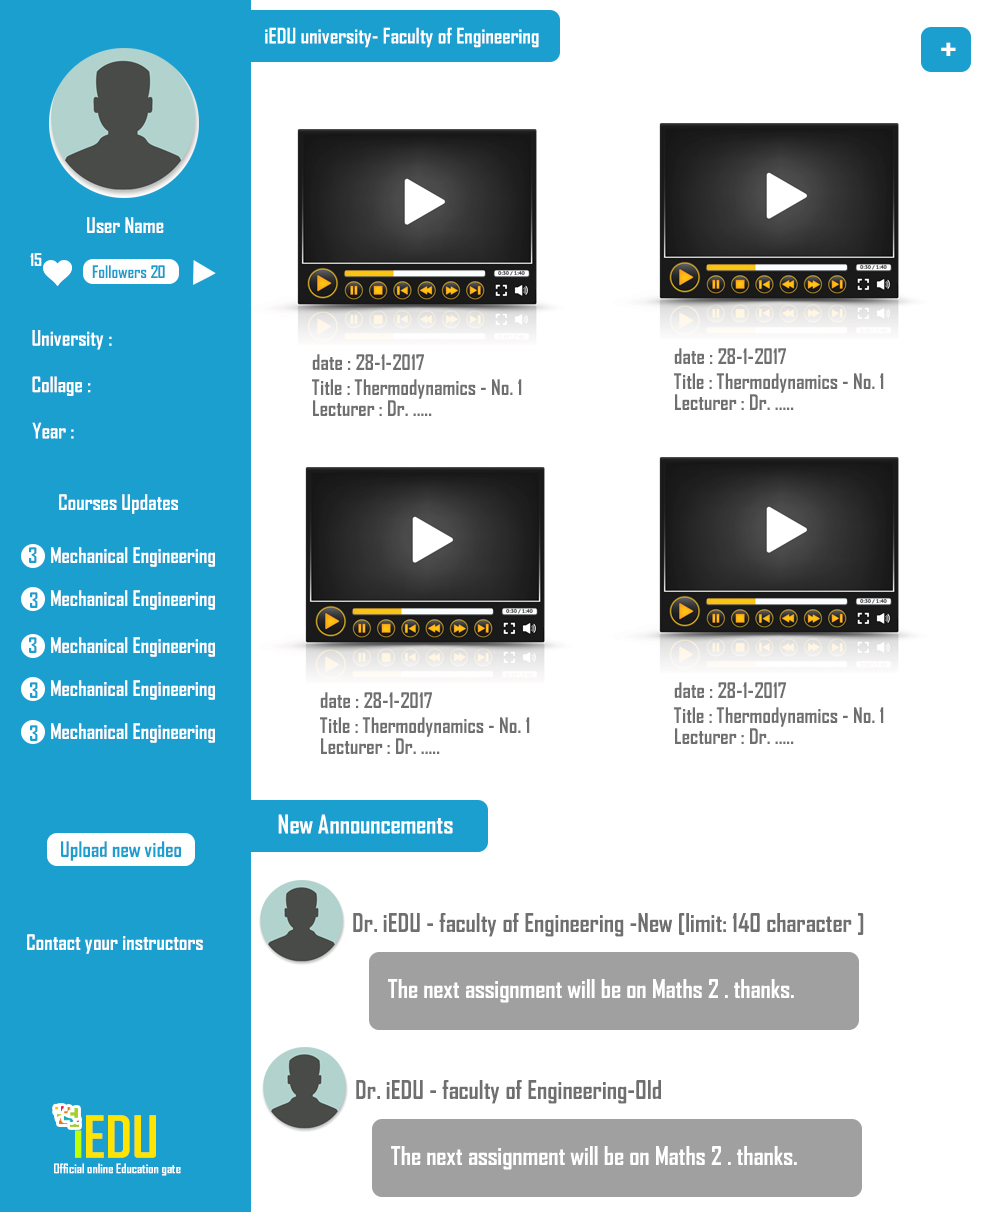 iEDU university- Faculty of Engineering
+
User Name
15
Followers 20
University :
Collage :
Year :
Courses Updates
3 Mechanical Engineering
3 Mechanical Engineering
3 Mechanical Engineering
3 Mechanical Engineering
3 Mechanical Engineering
Upload new video
Contact your instructors
iEDU
Official online Education gate
0:30 / 1:40
date : 28-1-2017
Title : Thermodynamics - No. 1
Lecturer : Dr. .....
0:30 / 1:40
date : 28-1-2017
Title : Thermodynamics - No. 1
Lecturer : Dr. .....
0:30 / 1:40
date : 28-1-2017
Title : Thermodynamics - No. 1
Lecturer : Dr. .....
0:30 / 1:40
date : 28-1-2017
Title : Thermodynamics - No. 1
Lecturer : Dr. .....
New Announcements
Dr. iEDU - faculty of Engineering -New [limit: 140 character ]
The next assignment will be on Maths 2 . thanks.
Dr. iEDU - faculty of Engineering-Old
The next assignment will be on Maths 2 . thanks.